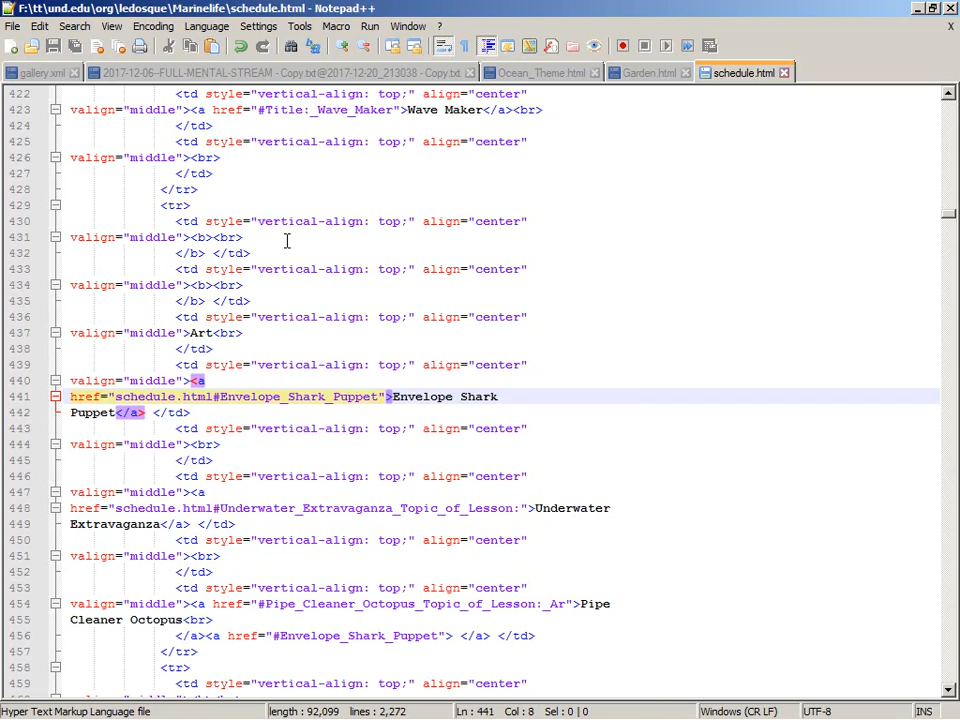 F:\tt\und.edu\org\ledosque\Marinelife\schedule.html - Notepad++
File Edit Search View Encoding Language Settings Tools Macro Run Window ? X
gallery.xml 2017-12-06--FULL-MENTAL-STREAM - Copy.txt@2017-12-20_213038 - Copy.txt Ocean_Theme.html Garden.html schedule.html
422 <td style="vertical-align: top;" align="center"
423 valign="middle"><a href="#Title:_Wave_Maker">Wave Maker</a><br>
424 </td>
425 <td style="vertical-align: top;" align="center"
426 valign="middle"><br>
427 </td>
428 </tr>
429 <tr>
430 <td style="vertical-align: top;" align="center"
431 valign="middle"><b><br>
432 </b> </td>
433 <td style="vertical-align: top;" align="center"
434 valign="middle"><b><br>
435 </b> </td>
436 <td style="vertical-align: top;" align="center"
437 valign="middle">Art<br>
438 </td>
439 <td style="vertical-align: top;" align="center"
440 valign="middle"><a
441 href="schedule.html#Envelope_Shark_Puppet">Envelope Shark
442 Puppet</a> </td>
443 <td style="vertical-align: top;" align="center"
444 valign="middle"><br>
445 </td>
446 <td style="vertical-align: top;" align="center"
447 valign="middle"><a
448 href="schedule.html#Underwater_Extravaganza_Topic_of_Lesson:">Underwater
449 Extravaganza</a> </td>
450 <td style="vertical-align: top;" align="center"
451 valign="middle"><br>
452 </td>
453 <td style="vertical-align: top;" align="center"
454 valign="middle"><a href="#Pipe_Cleaner_Octopus_Topic_of_Lesson:_Ar">Pipe
455 Cleaner Octopus<br>
456 </a><a href="#Envelope_Shark_Puppet"> </a> </td>
457 </tr>
458 <tr>
459 <td style="vertical-align: top;" align="center"
Hyper Text Markup Language file length : 92,099 lines : 2,272 Ln : 441 Col : 8 Sel : 0 | 0 Windows (CR LF) UTF-8 INS